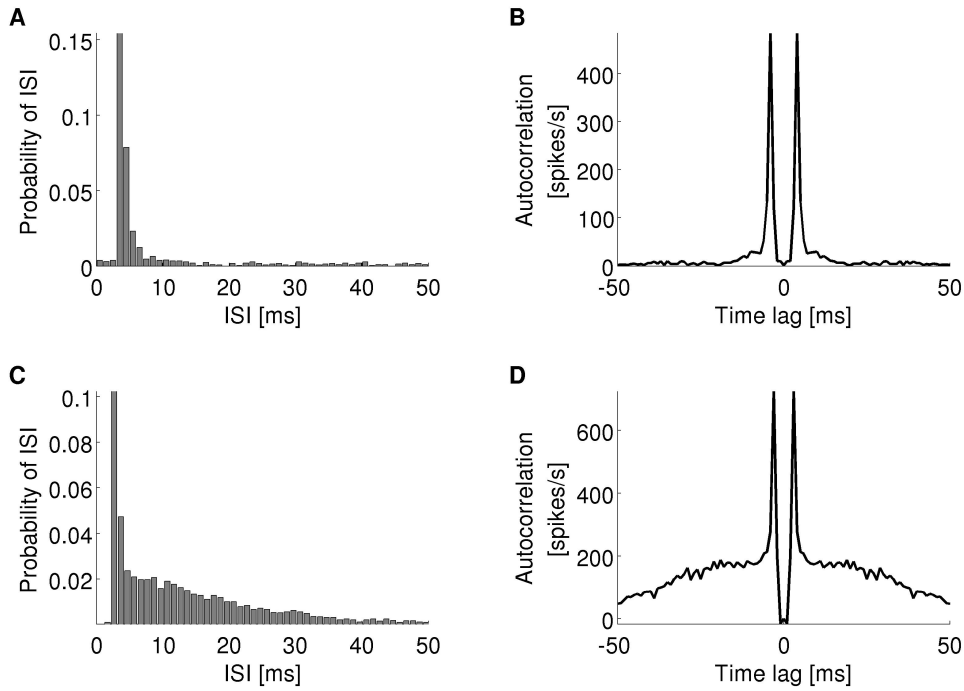 A
Probability of ISI
0.15
0.1
0.05
0
0 10 20 30 40 50
ISI [ms]
B
Autocorrelation
[spikes/s]
400
300
200
100
0
-50 0 50
Time lag [ms]
C
Probability of ISI
0.1
0.08
0.06
0.04
0.02
0 10 20 30 40 50
ISI [ms]
D
Autocorrelation
[spikes/s]
600
400
200
0
-50 0 50
Time lag [ms]